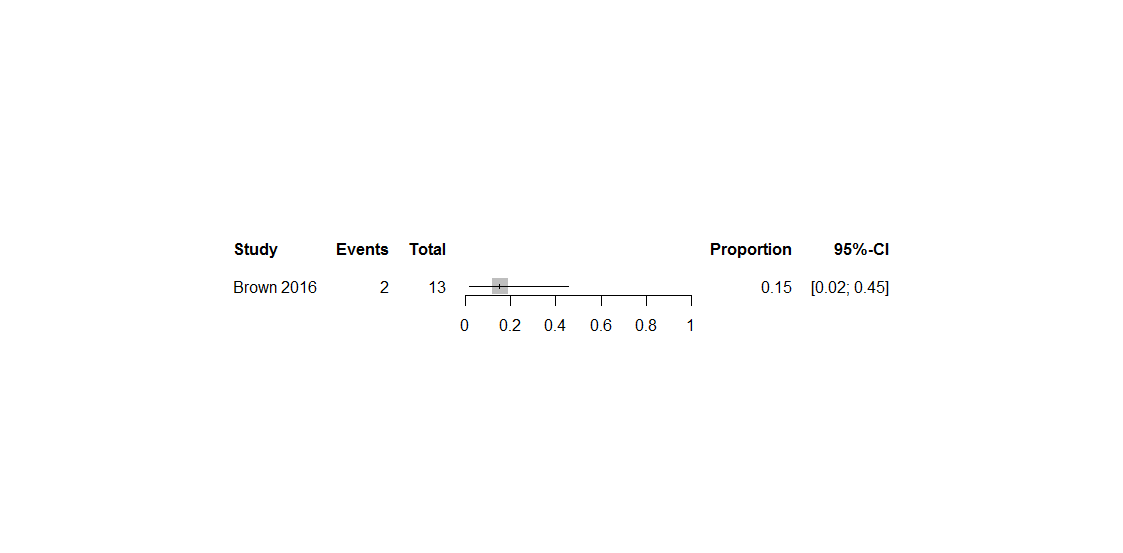 Study Events Total Proportion 95%-CI
Brown 2016 2 13 0.15 [0.02; 0.45]
0 0.2 0.4 0.6 0.8 1